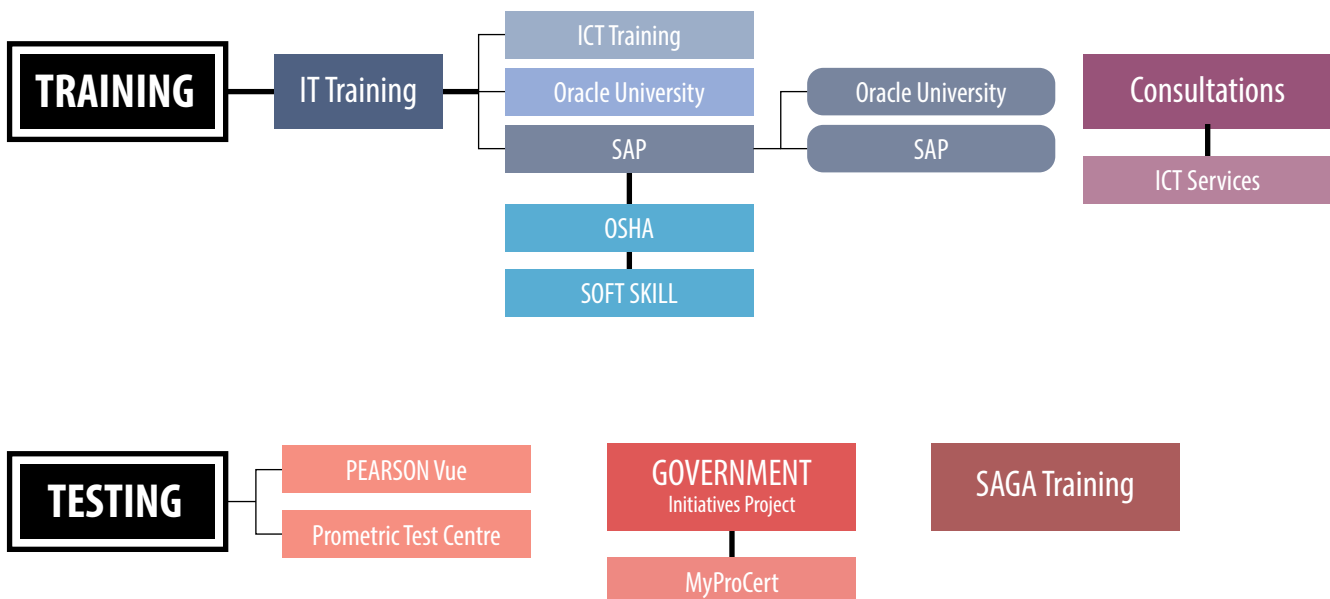 TRAINING
IT Training
ICT Training
Oracle University
SAP
OSHA
SOFT SKILL
Oracle University
SAP
Consultations
ICT Services
TESTING
PEARSON Vue
Prometric Test Centre
GOVERNMENT
Initiatives Project
MyProCert
SAGA Training